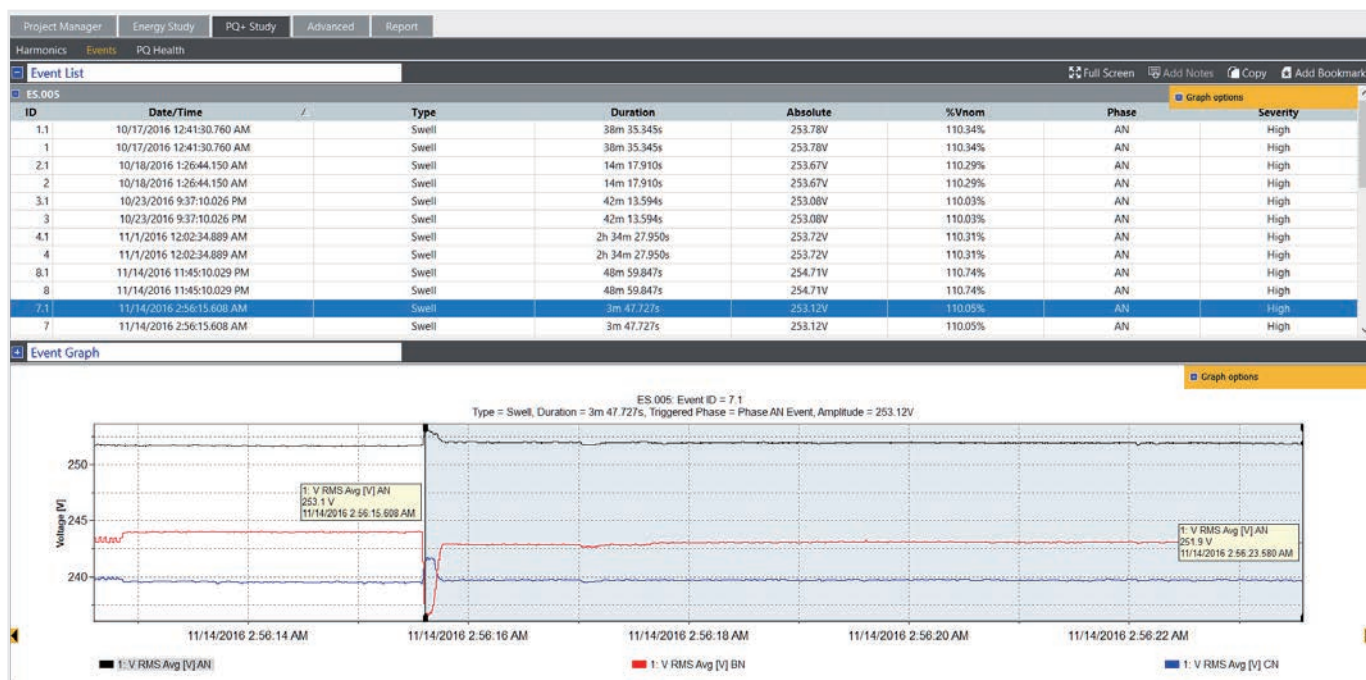 Project Manager Energy Study PQ+ Study Advanced Report
Harmonics Events PQ Health
Event List Full Screen Add Notes Copy Add Bookmark
ES.005 Graph options
ID Date/Time Type Duration Absolute %Vnom Phase Severity
1.1 10/17/2016 12:41:30.760 AM Swell 38m 35.345s 253.78V 110.34% AN High
1 10/17/2016 12:41:30.760 AM Swell 38m 35.345s 253.78V 110.34% AN High
2.1 10/18/2016 1:26:44.150 AM Swell 14m 17.910s 253.67V 110.29% AN High
2 10/18/2016 1:26:44.150 AM Swell 14m 17.910s 253.67V 110.29% AN High
3.1 10/23/2016 9:37:10.026 PM Swell 42m 13.594s 253.08V 110.03% AN High
3 10/23/2016 9:37:10.026 PM Swell 42m 13.594s 253.08V 110.03% AN High
4.1 11/1/2016 12:02:34.889 AM Swell 2h 34m 27.950s 253.72V 110.31% AN High
4 11/1/2016 12:02:34.889 AM Swell 2h 34m 27.950s 253.72V 110.31% AN High
8.1 11/14/2016 11:45:10.029 PM Swell 48m 59.847s 254.71V 110.74% AN High
8 11/14/2016 11:45:10.029 PM Swell 48m 59.847s 254.71V 110.74% AN High
7.1 11/14/2016 2:56:15.608 AM Swell 3m 47.727s 253.12V 110.05% AN High
7 11/14/2016 2:56:15.608 AM Swell 3m 47.727s 253.12V 110.05% AN High
Event Graph
Graph options
ES.005: Event ID = 7.1
Type = Swell, Duration = 3m 47.727s, Triggered Phase = Phase AN Event, Amplitude = 253.12V
Voltage [V]
250
245
240
1: V RMS Avg [V] AN
253.1 V
11/14/2016 2:56:15.608 AM
1: V RMS Avg [V] AN
251.9 V
11/14/2016 2:56:23.580 AM
11/14/2016 2:56:14 AM 11/14/2016 2:56:16 AM 11/14/2016 2:56:18 AM 11/14/2016 2:56:20 AM 11/14/2016 2:56:22 AM
1: V RMS Avg [V] AN 1: V RMS Avg [V] BN 1: V RMS Avg [V] CN